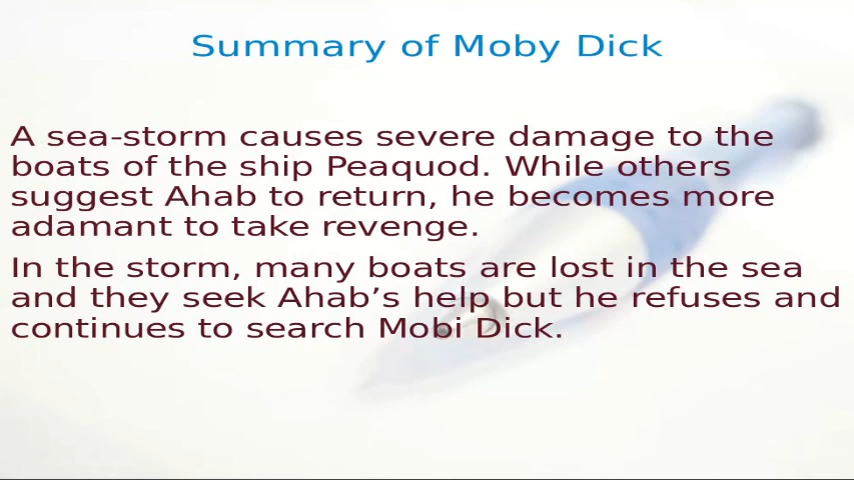 Summary of Moby Dick
A sea-storm causes severe damage to the
boats of the ship Peaquod. While others
suggest Ahab to return, he becomes more
adamant to take revenge.
In the storm, many boats are lost in the sea
and they seek Ahab’s help but he refuses and
continues to search Mobi Dick.